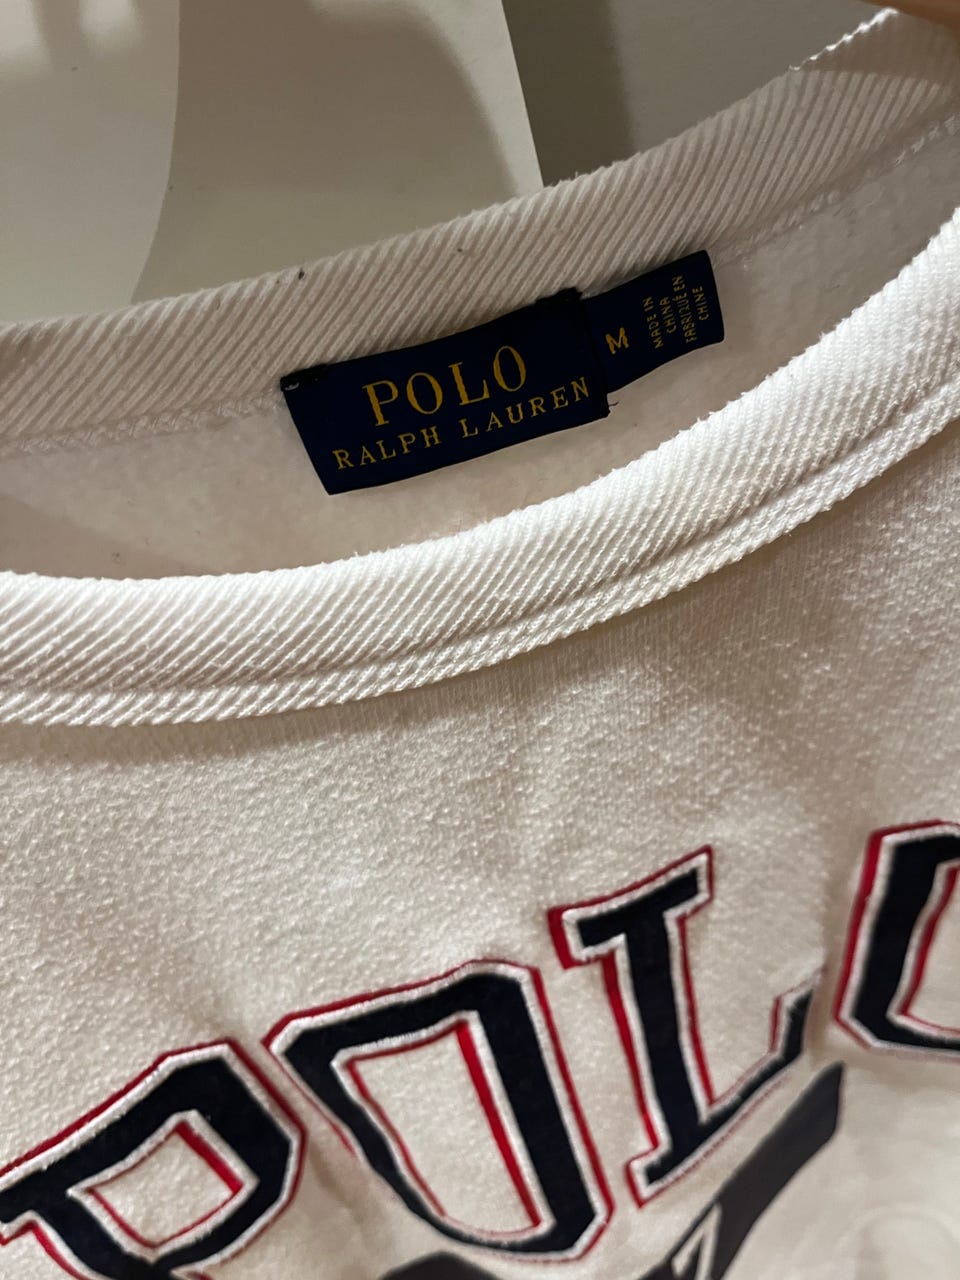 POLO
RALPH LAUREN
M
MADE IN
CHINA
FABRIQUÉ EN
CHINE
POLO